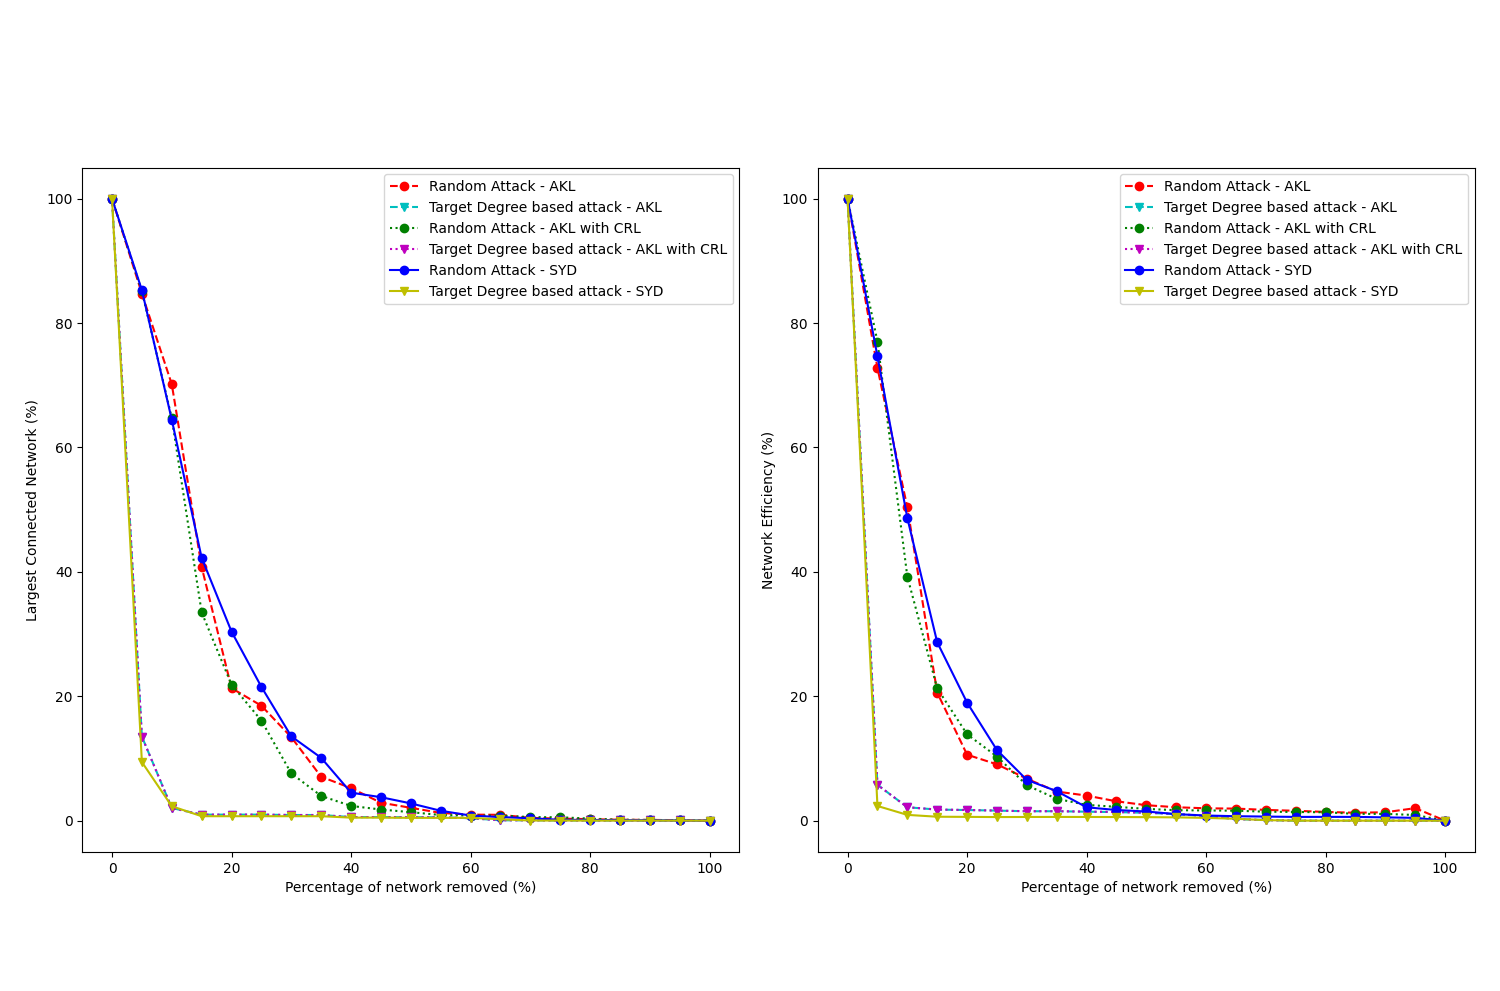 Random Attack - AKL
Target Degree based attack - AKL
Random Attack - AKL with CRL
Target Degree based attack - AKL with CRL
Random Attack - SYD
Target Degree based attack - SYD
100
80
60
40
20
0
Largest Connected Network (%)
0 20 40 60 80 100
Percentage of network removed (%)
Random Attack - AKL
Target Degree based attack - AKL
Random Attack - AKL with CRL
Target Degree based attack - AKL with CRL
Random Attack - SYD
Target Degree based attack - SYD
100
80
60
40
20
0
Network Efficiency (%)
0 20 40 60 80 100
Percentage of network removed (%)